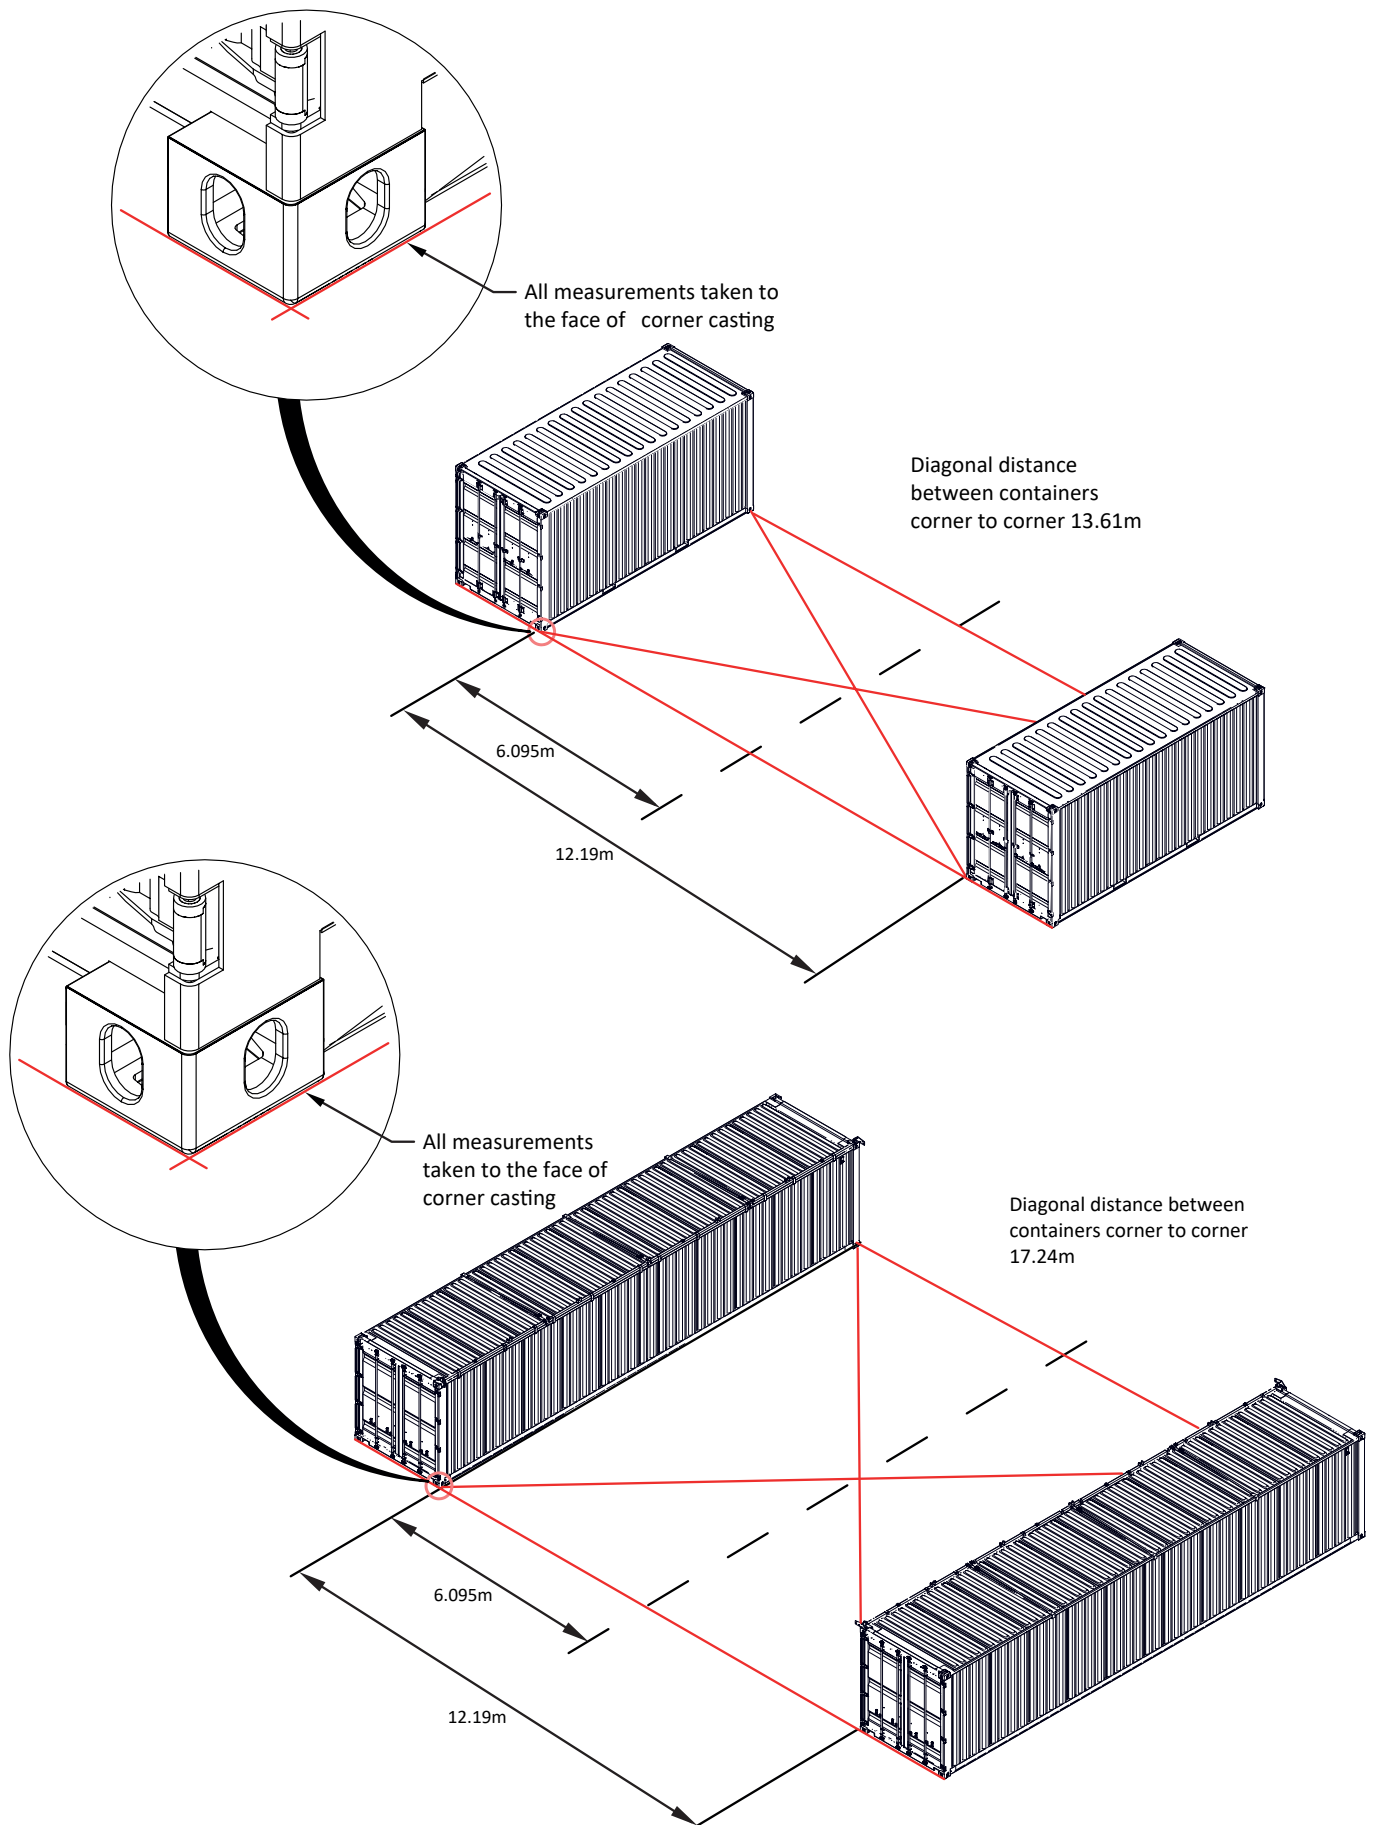 All measurements taken to
the face of corner casting
Diagonal distance
between containers
corner to corner 13.61m
6.095m
12.19m
All measurements
taken to the face of
corner casting
Diagonal distance between
containers corner to corner
17.24m
6.095m
12.19m